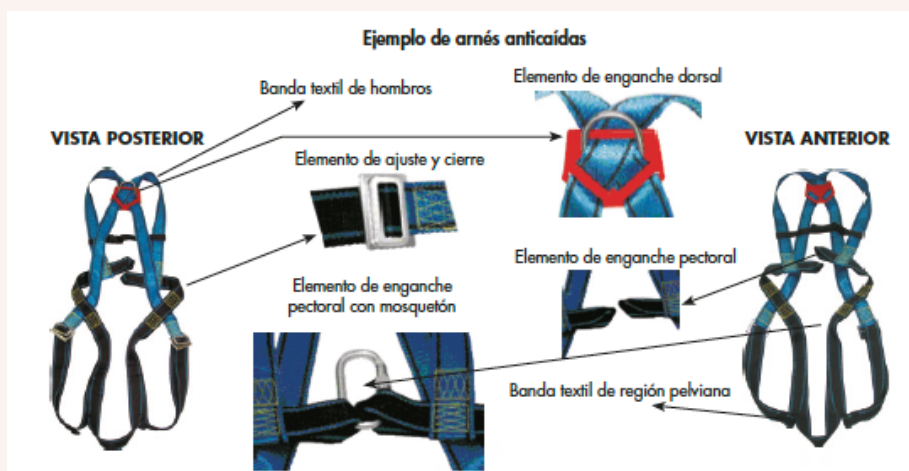 Ejemplo de arnés anticaídas
Elemento de enganche dorsal
Banda textil de hombros
VISTA POSTERIOR
VISTA ANTERIOR
Elemento de ajuste y cierre
Elemento de enganche pectoral
Elemento de enganche
pectoral con mosquetón
Banda textil de región pelviana